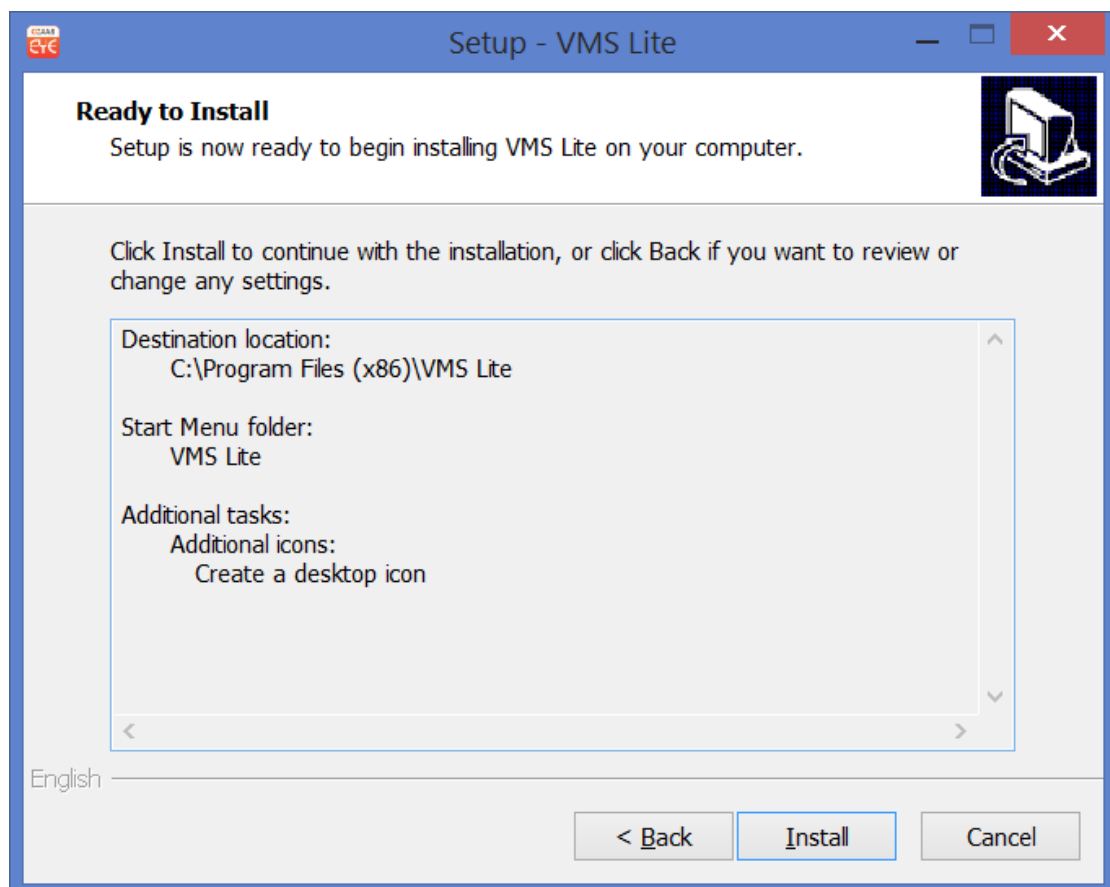 Setup - VMS Lite
Ready to Install
Setup is now ready to begin installing VMS Lite on your computer.
Click Install to continue with the installation, or click Back if you want to review or
change any settings.
Destination location:
C:\Program Files (x86)\VMS Lite
Start Menu folder:
VMS Lite
Additional tasks:
Additional icons:
Create a desktop icon
English
< Back
Install
Cancel